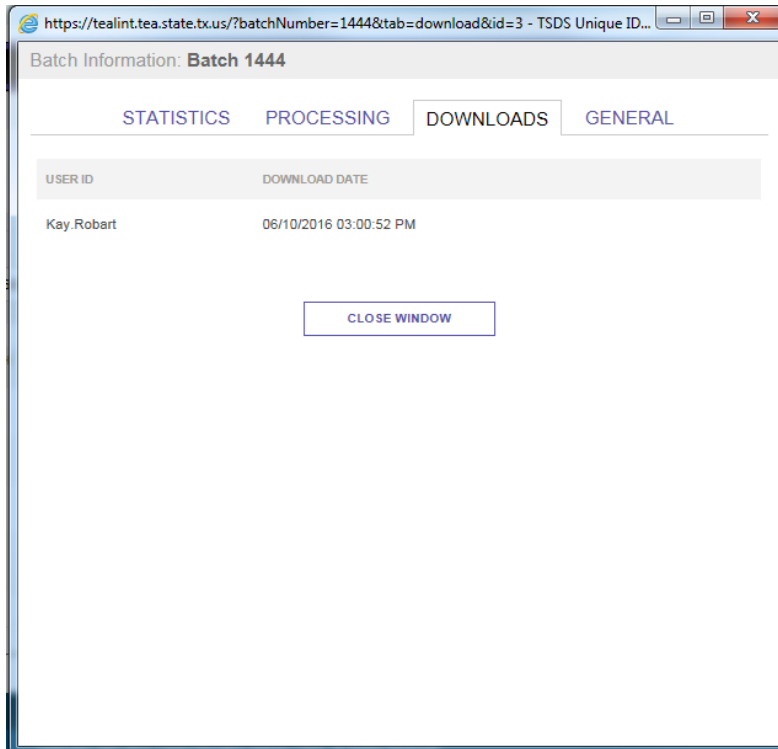 https://tealint.tea.state.tx.us/?batchNumber=1444&tab=download&id=3 - TSDS Unique ID...
Batch Information: Batch 1444
STATISTICS PROCESSING DOWNLOADS GENERAL
USER ID DOWNLOAD DATE
Kay.Robart 06/10/2016 03:00:52 PM
CLOSE WINDOW